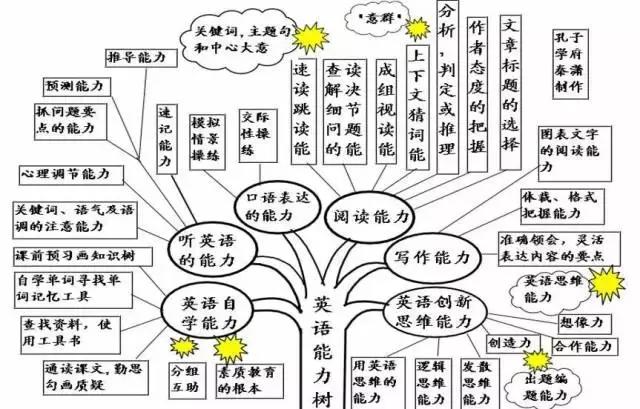 关键词,主题句
和中心大意
"意群"
推导能力
预测能力
抓问题要
点的能力
速记能力
模拟
情景
操练
交际
性操
练
速读跳读能
查读细节的
解决问题能
成组视读能
上下文猜词能
分析,判定或推理
作者态度的把握
文章标题的选择
孔子
学府
秦潇
制作
图表文字
的阅读能
力
心理调节能力
体裁、格式
把握能力
关键词、语气及语
调的注意能力
听英语
的能力
口语表达
的能力
阅读能力
写作能力
准确领会,灵活
表达内容的要点
课前预习画知识树
自学单词寻找单
词记忆工具
英语自
学能力
英语能力树
英语创新
思维能力
英语思维
能力
想像力
查找资料,使
用工具书
创造力
合作能力
通读课文,勤思
勾画质疑
分组
互助
素质教育
的根本
用英语
思维的
能力
逻辑
思维
能力
发散
思维
能力
出题编
题能力